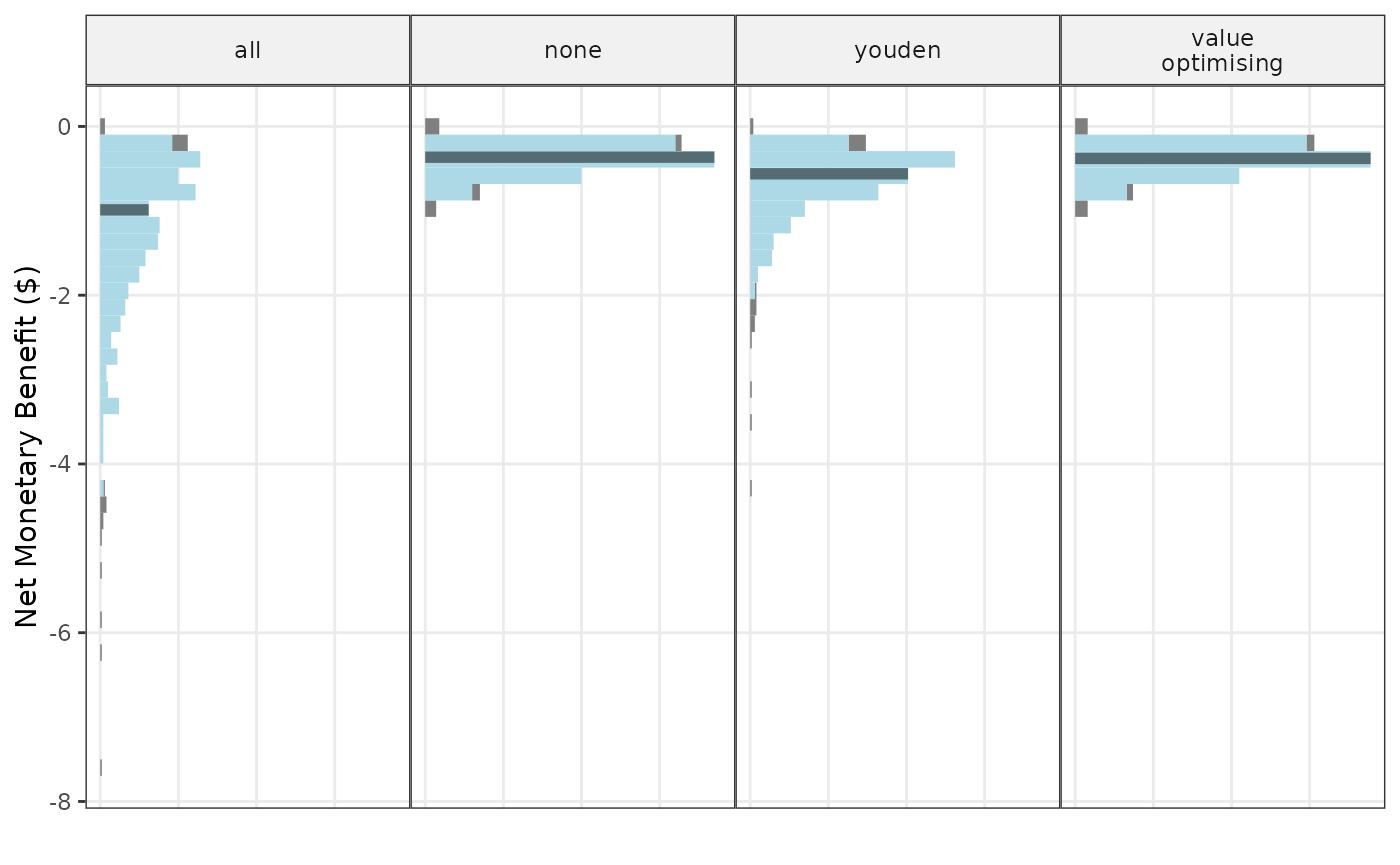 all
none
youden
value
optimising
Net Monetary Benefit ($)
0
-2
-4
-6
-8